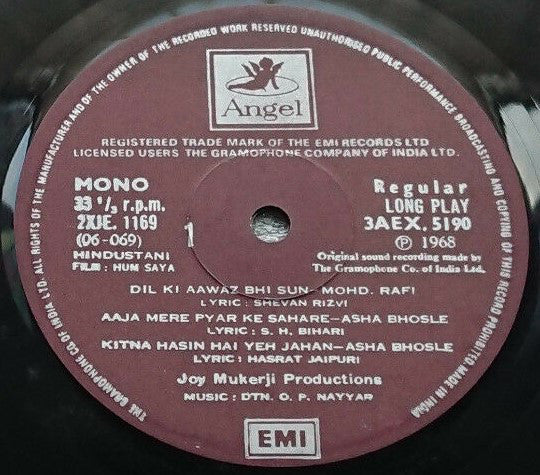 THE GRAMOPHONE CO. OF INDIA LTD. ALL RIGHTS OF THE MANUFACTURER AND OF THE OWNER OF THE RECORDED WORK RESERVED UNAUTHORISED PUBLIC PERFORMANCE BROADCASTING AND COPYING OF THIS RECORD PROHIBITED MADE IN INDIA
Angel
REGISTERED TRADE MARK OF THE EMI RECORDS LTD
LICENSED USERS THE GRAMOPHONE COMPANY OF INDIA LTD.
MONO
33 1/3 r.p.m.
2XJE. 1169
(06-069)
HINDUSTANI
FILM : HUM SAYA
1
Regular
LONG PLAY
3AEX. 5190
Ⓟ 1968
Original sound recording made by
The Gramophone Co. of India Ltd.
DIL KI AAWAZ BHI SUN-MOHD. RAFI
LYRIC : SHEVAN RIZVI
AAJA MERE PYAR KE SAHARE-ASHA BHOSLE
LYRIC : S. H. BIHARI
KITNA HASIN HAI YEH JAHAN-ASHA BHOSLE
LYRIC : HASRAT JAIPURI
Joy Mukerji Productions
MUSIC : DTN. O. P. NAYYAR
EMI